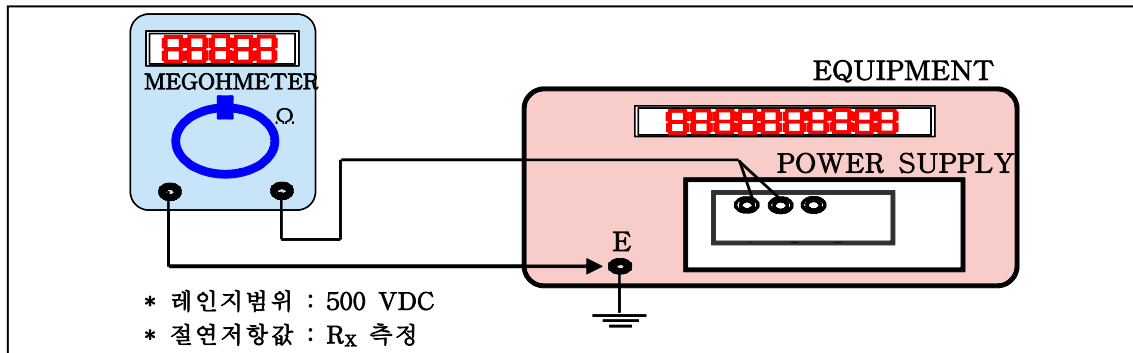 MEGOHMETER
Ω
EQUIPMENT
POWER SUPPLY
E
* 레인지범위 : 500 VDC
* 절연저항값 : RX 측정